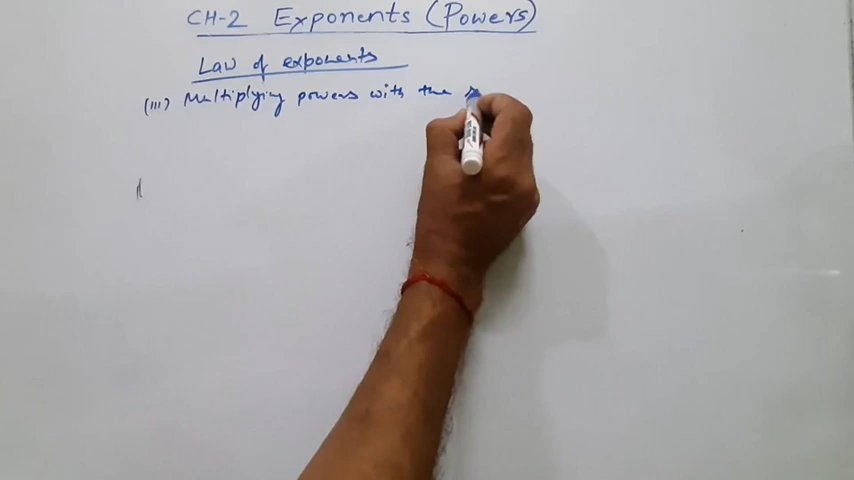 CH-2 Exponents (Powers)
Law of exponents
(iii) Multiplying powers with the s